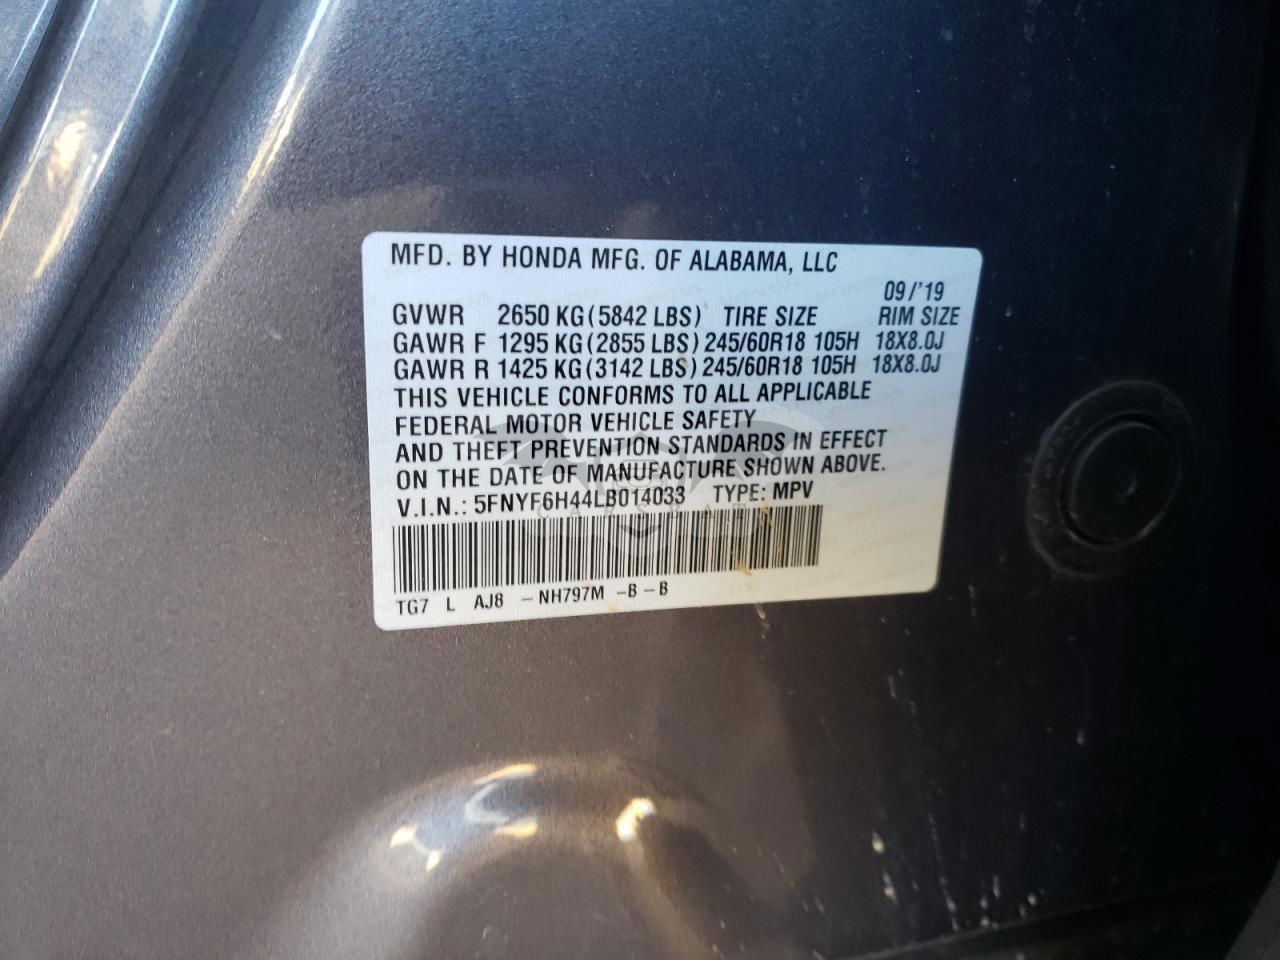 MFD. BY HONDA MFG. OF ALABAMA, LLC
09/'19
GVWR 2650 KG(5842 LBS) TIRE SIZE RIM SIZE
GAWR F 1295 KG(2855 LBS) 245/60R18 105H 18X8.0J
GAWR R 1425 KG(3142 LBS) 245/60R18 105H 18X8.0J
THIS VEHICLE CONFORMS TO ALL APPLICABLE
FEDERAL MOTOR VEHICLE SAFETY
AND THEFT PREVENTION STANDARDS IN EFFECT
ON THE DATE OF MANUFACTURE SHOWN ABOVE.
V.I.N.: 5FNYF6H44LB014033 TYPE: MPV
TG7 L AJ8 -NH797M -B-B